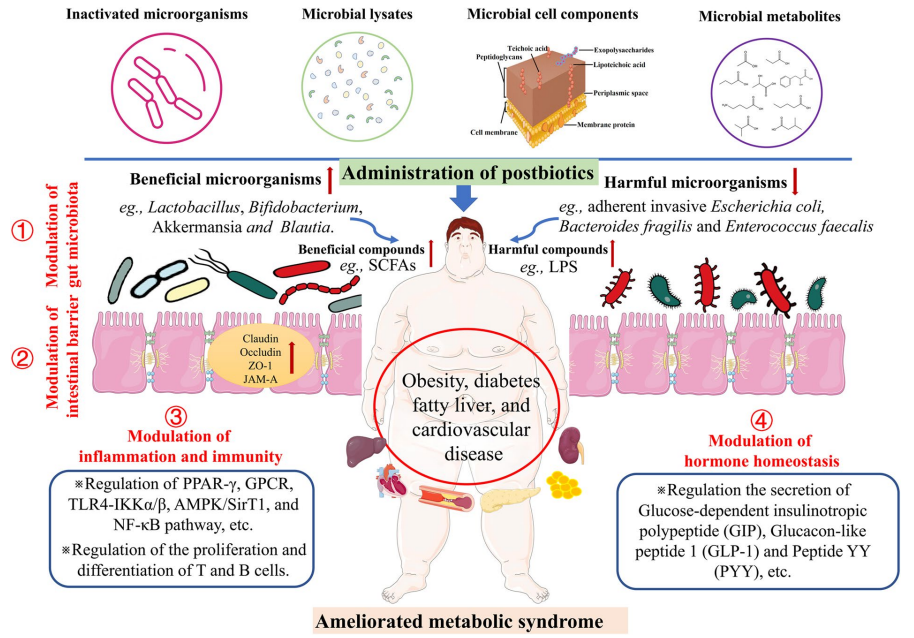 Inactivated microorganisms
Microbial lysates
Microbial cell components
Microbial metabolites
Teichoic acid
Peptidoglycans
Exopolysaccharides
Lipoteichoic acid
Periplasmic space
Membrane protein
Cell membrane
Administration of postbiotics
Beneficial microorganisms
eg., Lactobacillus, Bifidobacterium,
Akkermansia and Blautia.
Harmful microorganisms
eg., adherent invasive Escherichia coli,
Bacteroides fragilis and Enterococcus faecalis
Beneficial compounds
eg., SCFAs
Harmful compounds
eg., LPS
①
Modulation of
gut microbiota
②
Modulation of
intestinal barrier
Claudin
Occludin
ZO-1
JAM-A
Obesity, diabetes
fatty liver, and
cardiovascular
disease
③
Modulation of
inflammation and immunity
※Regulation of PPAR-γ, GPCR,
TLR4-IKKα/β, AMPK/SirT1, and
NF-κB pathway, etc.
※Regulation of the proliferation and
differentiation of T and B cells.
④
Modulation of
hormone homeostasis
※Regulation the secretion of
Glucose-dependent insulinotropic
polypeptide (GIP), Glucacon-like
peptide 1 (GLP-1) and Peptide YY
(PYY), etc.
Ameliorated metabolic syndrome